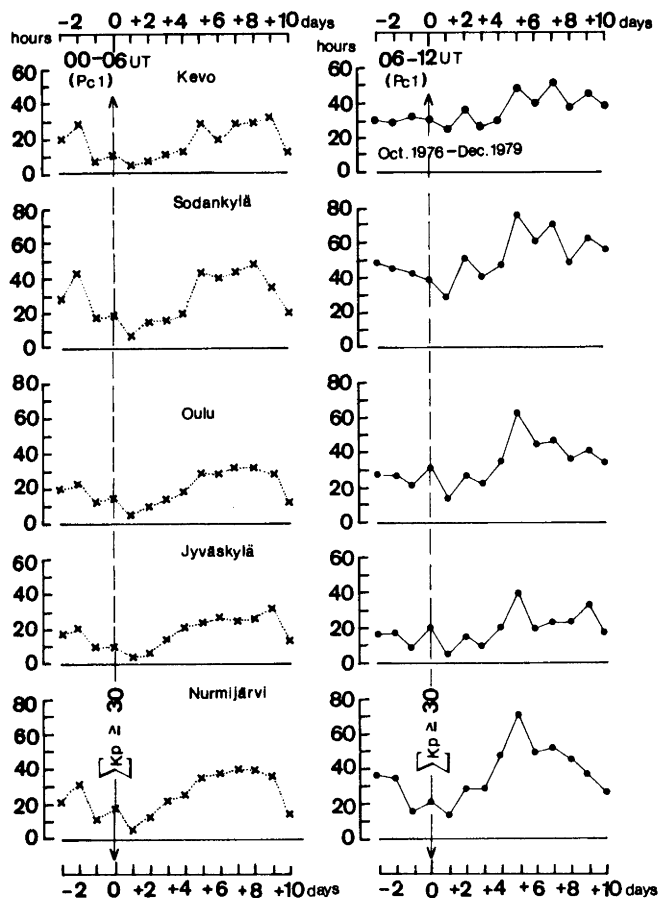 -2 0 +2 +4 +6 +8 +10 days
hours
00-06 UT
(Pc1)
Kevo
60
40
20
0
Sodankylä
80
60
40
20
0
Oulu
80
60
40
20
0
Jyväskylä
60
40
20
0
Nurmijärvi
80
60
40
20
0
Σ Kp ≥ 30
-2 0 +2 +4 +6 +8 +10 days
-2 0 +2 +4 +6 +8 +10 days
hours
06-12 UT
(Pc1)
60
40
20
0
Oct. 1976-Dec. 1979
80
60
40
20
0
80
60
40
20
0
60
40
20
0
80
60
40
20
0
Σ Kp ≥ 30
-2 0 +2 +4 +6 +8 +10 days